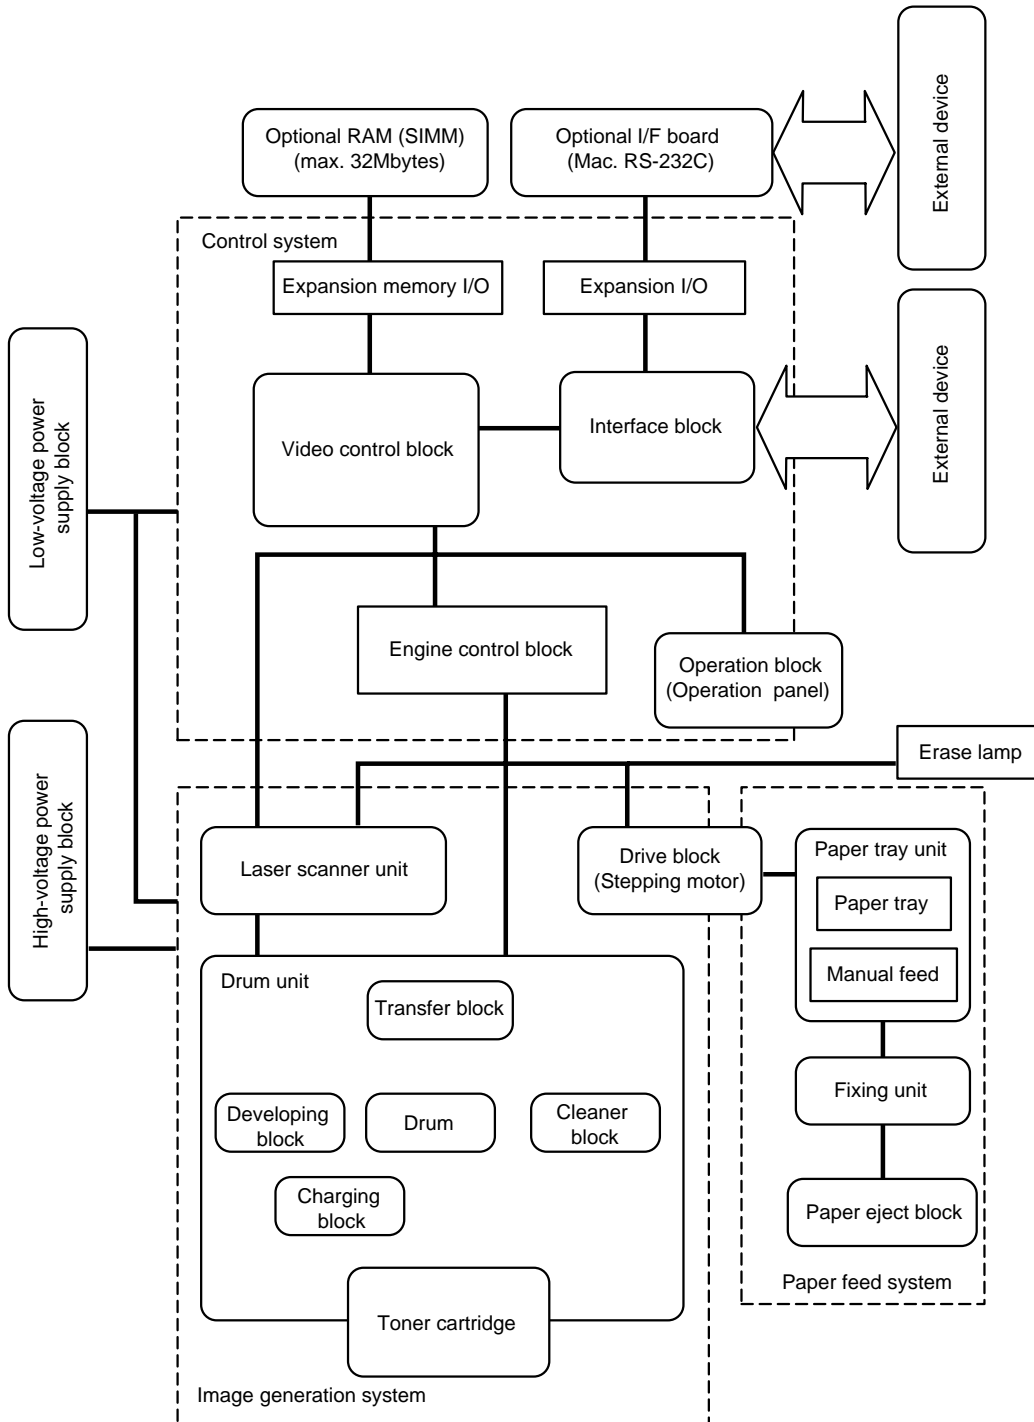 Optional RAM (SIMM)
(max. 32Mbytes)
Optional I/F board
(Mac. RS-232C)
External device
Control system
Expansion memory I/O
Expansion I/O
Low-voltage power
supply block
Video control block
Interface block
External device
Engine control block
Operation block
(Operation panel)
High-voltage power
supply block
Erase lamp
Laser scanner unit
Drive block
(Stepping motor)
Paper tray unit
Paper tray
Manual feed
Drum unit
Transfer block
Developing
block
Drum
Cleaner
block
Charging
block
Fixing unit
Paper eject block
Paper feed system
Toner cartridge
Image generation system